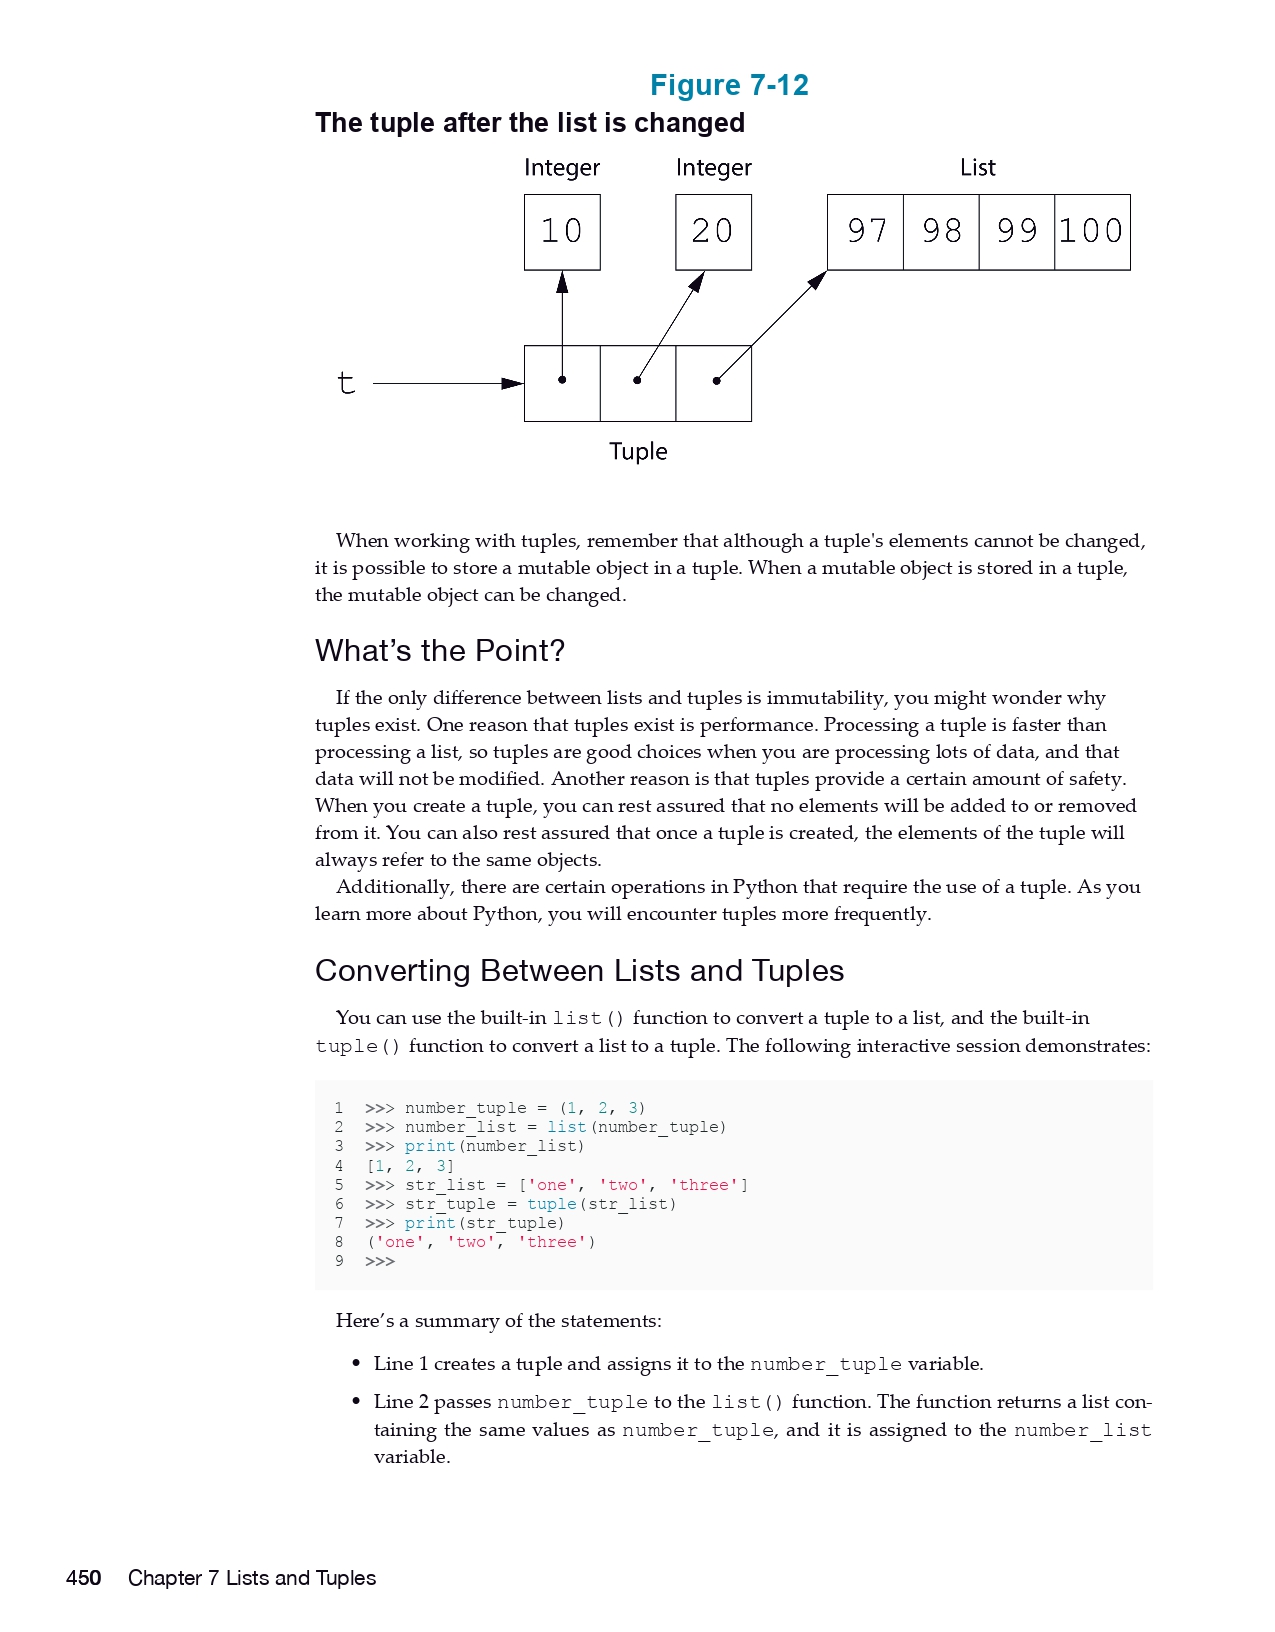 Figure 7-12
The tuple after the list is changed
Integer Integer List
10 20 97 98 99 100
t
Tuple
When working with tuples, remember that although a tuple's elements cannot be changed,
it is possible to store a mutable object in a tuple. When a mutable object is stored in a tuple,
the mutable object can be changed.
What’s the Point?
If the only difference between lists and tuples is immutability, you might wonder why
tuples exist. One reason that tuples exist is performance. Processing a tuple is faster than
processing a list, so tuples are good choices when you are processing lots of data, and that
data will not be modified. Another reason is that tuples provide a certain amount of safety.
When you create a tuple, you can rest assured that no elements will be added to or removed
from it. You can also rest assured that once a tuple is created, the elements of the tuple will
always refer to the same objects.
Additionally, there are certain operations in Python that require the use of a tuple. As you
learn more about Python, you will encounter tuples more frequently.
Converting Between Lists and Tuples
You can use the built-in list() function to convert a tuple to a list, and the built-in
tuple() function to convert a list to a tuple. The following interactive session demonstrates:
1 >>> number_tuple = (1, 2, 3)
2 >>> number_list = list(number_tuple)
3 >>> print(number_list)
4 [1, 2, 3]
5 >>> str_list = ['one', 'two', 'three']
6 >>> str_tuple = tuple(str_list)
7 >>> print(str_tuple)
8 ('one', 'two', 'three')
9 >>>
Here’s a summary of the statements:
• Line 1 creates a tuple and assigns it to the number_tuple variable.
• Line 2 passes number_tuple to the list() function. The function returns a list con-
taining the same values as number_tuple, and it is assigned to the number_list
variable.
450 Chapter 7 Lists and Tuples